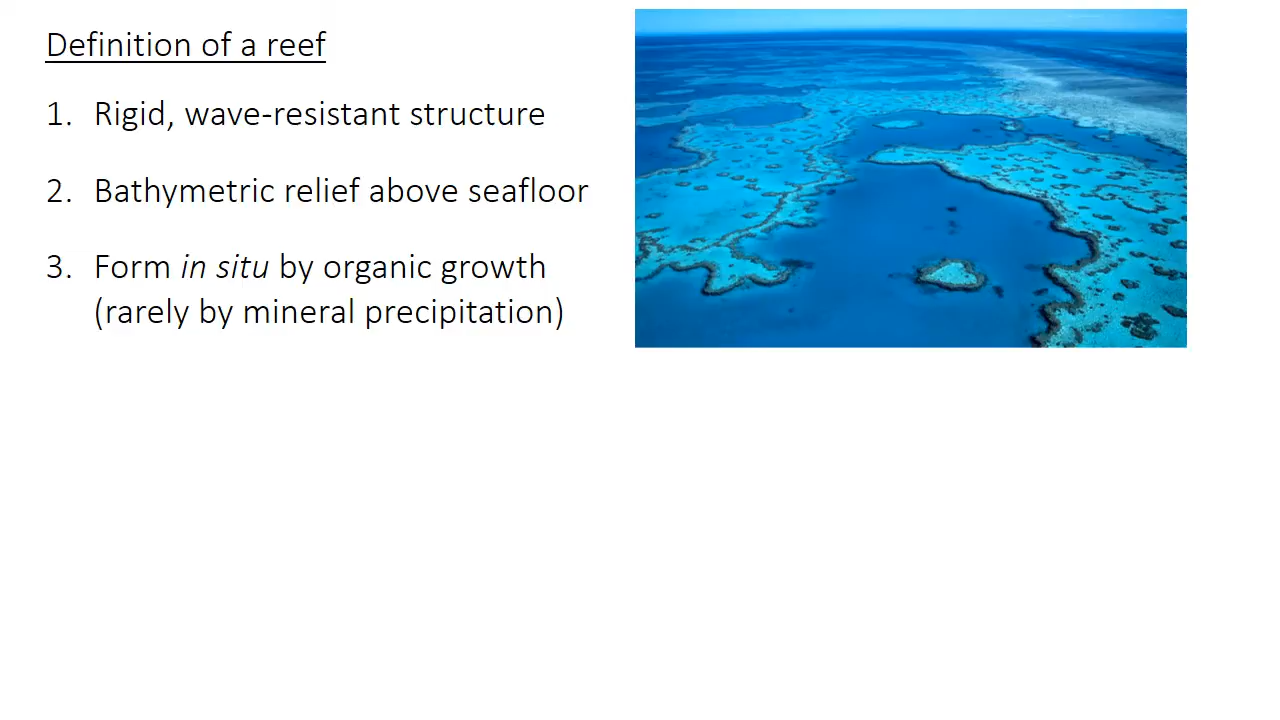 Definition of a reef
1. Rigid, wave-resistant structure
2. Bathymetric relief above seafloor
3. Form in situ by organic growth
(rarely by mineral precipitation)